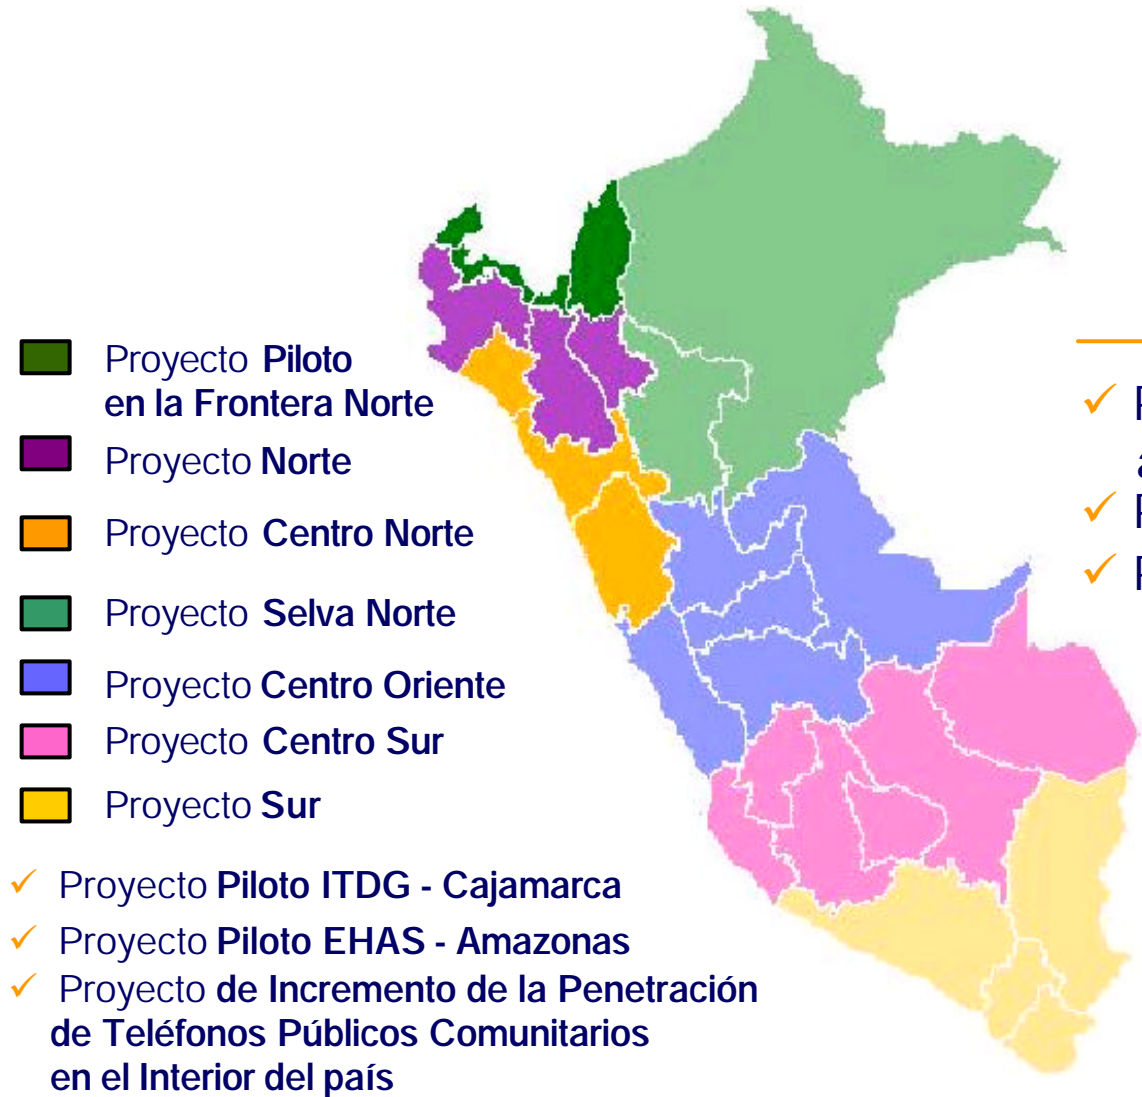 Proyecto Piloto
en la Frontera Norte
Proyecto Norte
Proyecto Centro Norte
Proyecto Selva Norte
Proyecto Centro Oriente
Proyecto Centro Sur
Proyecto Sur
✓ Proyecto Piloto ITDG - Cajamarca
✓ Proyecto Piloto EHAS - Amazonas
✓ Proyecto de Incremento de la Penetración
de Teléfonos Públicos Comunitarios
en el Interior del país